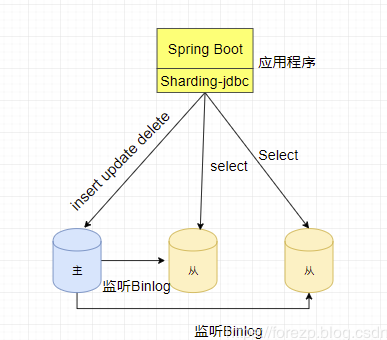 Spring Boot
应用程序
Sharding-jdbc
insert update delete
select
Select
主
从
从
监听Binlog
监听Binlog
https://forezp.blog.csdn